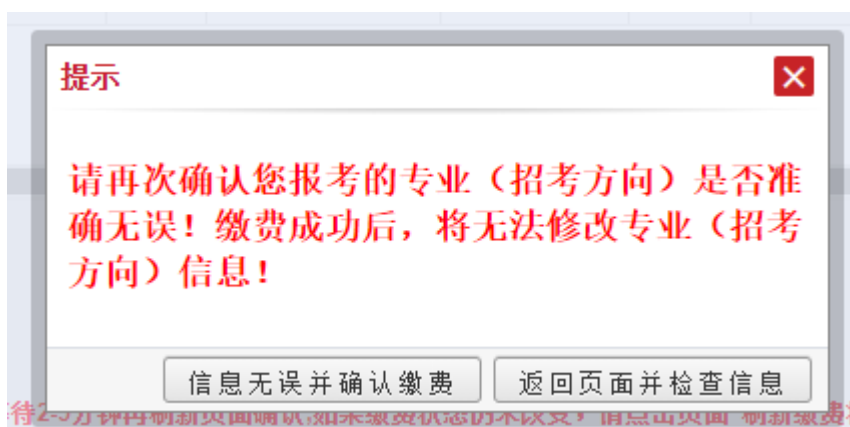 提示
请再次确认您报考的专业（招考方向）是否准
确无误！缴费成功后，将无法修改专业（招考
方向）信息！
信息无误并确认缴费
返回页面并检查信息